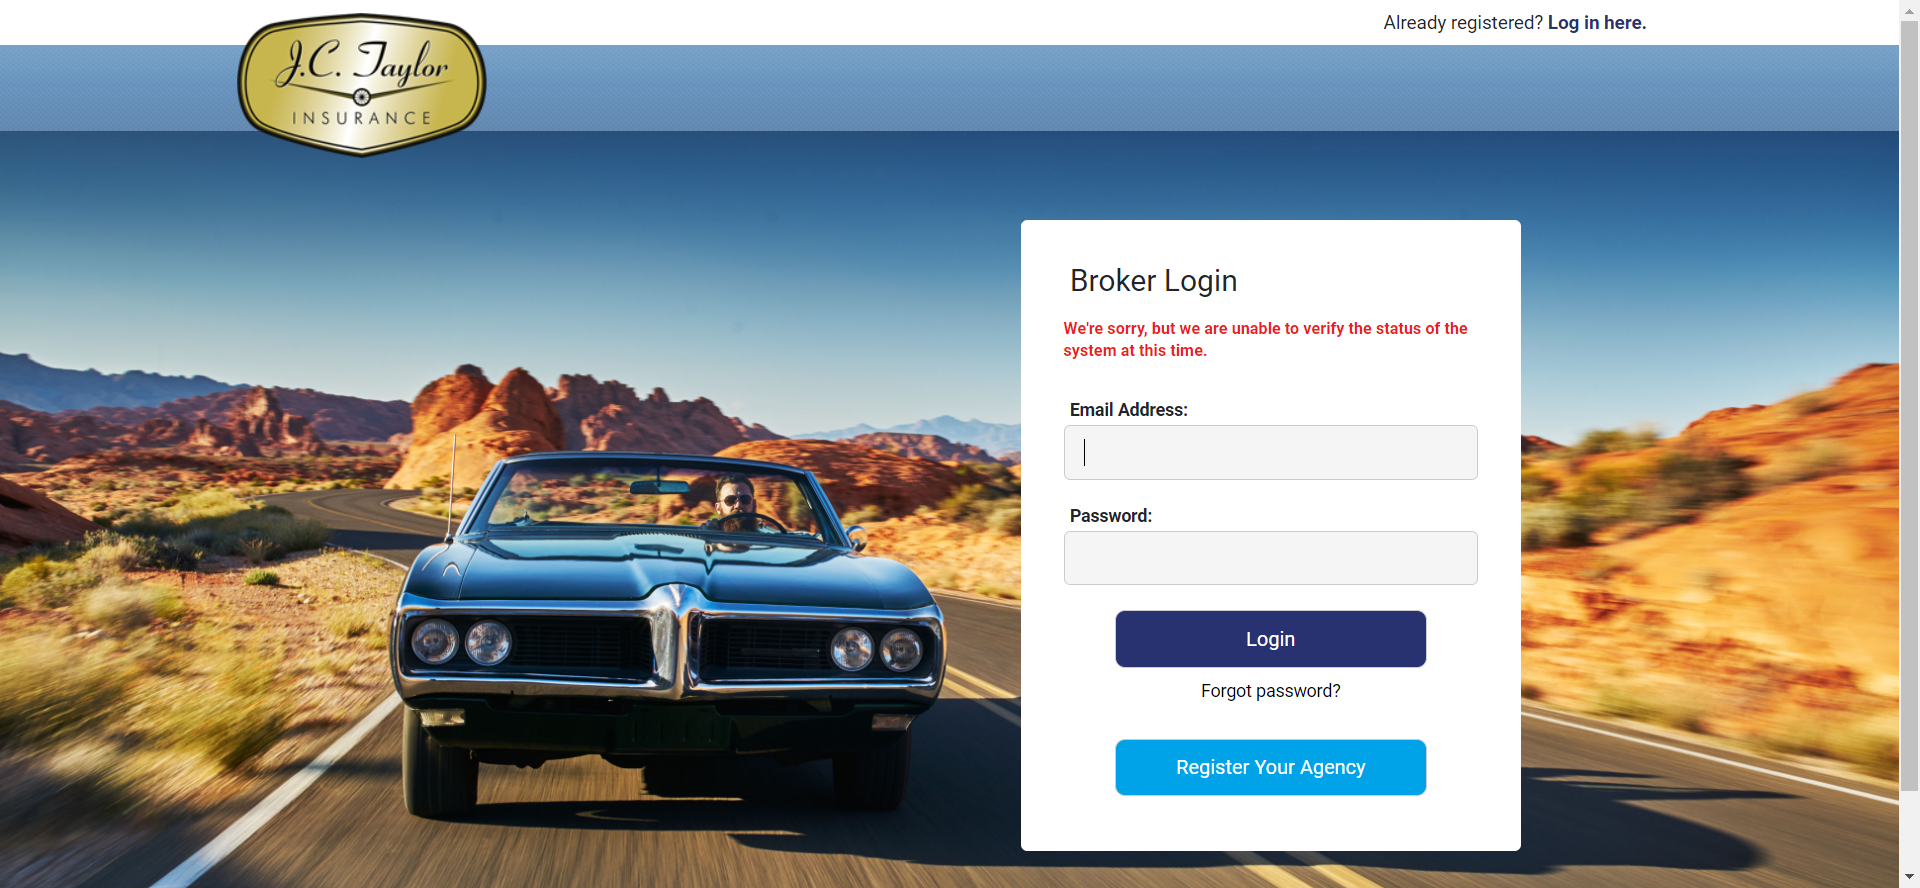 Already registered? Log in here.
J.C. Taylor
INSURANCE
Broker Login
We're sorry, but we are unable to verify the status of the
system at this time.
Email Address:
Password:
Login
Forgot password?
Register Your Agency